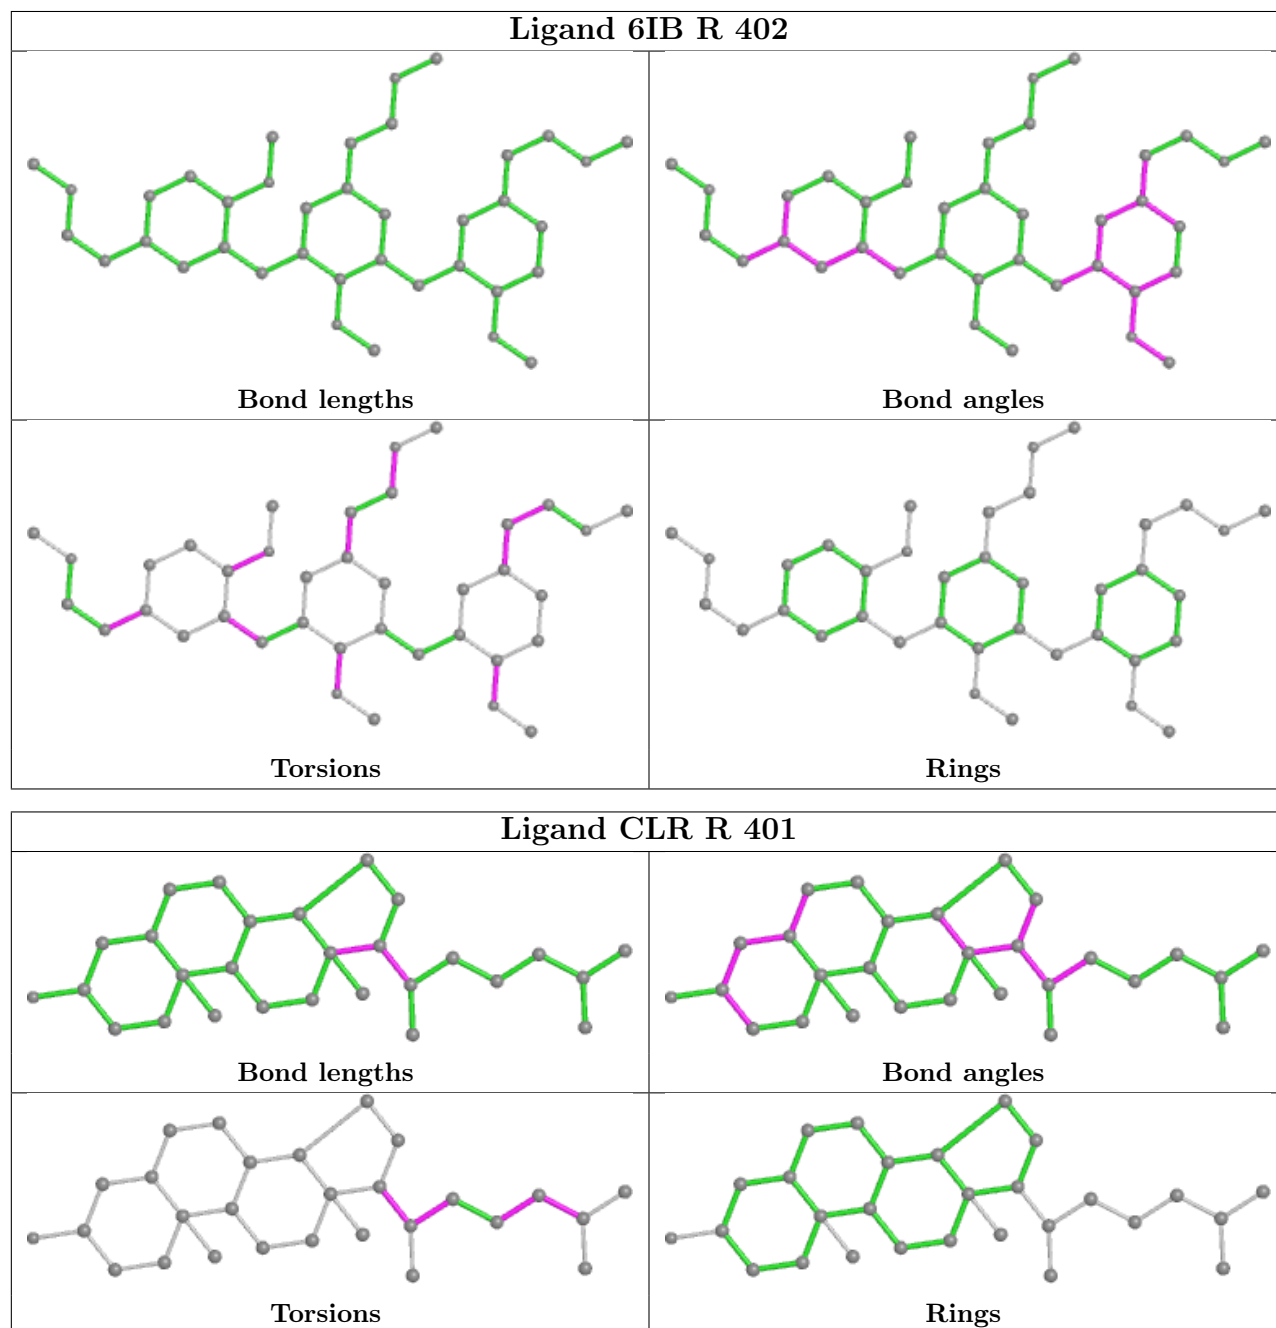 Ligand 6IB R 402
Bond lengths
Bond angles
Torsions
Rings
Ligand CLR R 401
Bond lengths
Bond angles
Torsions
Rings